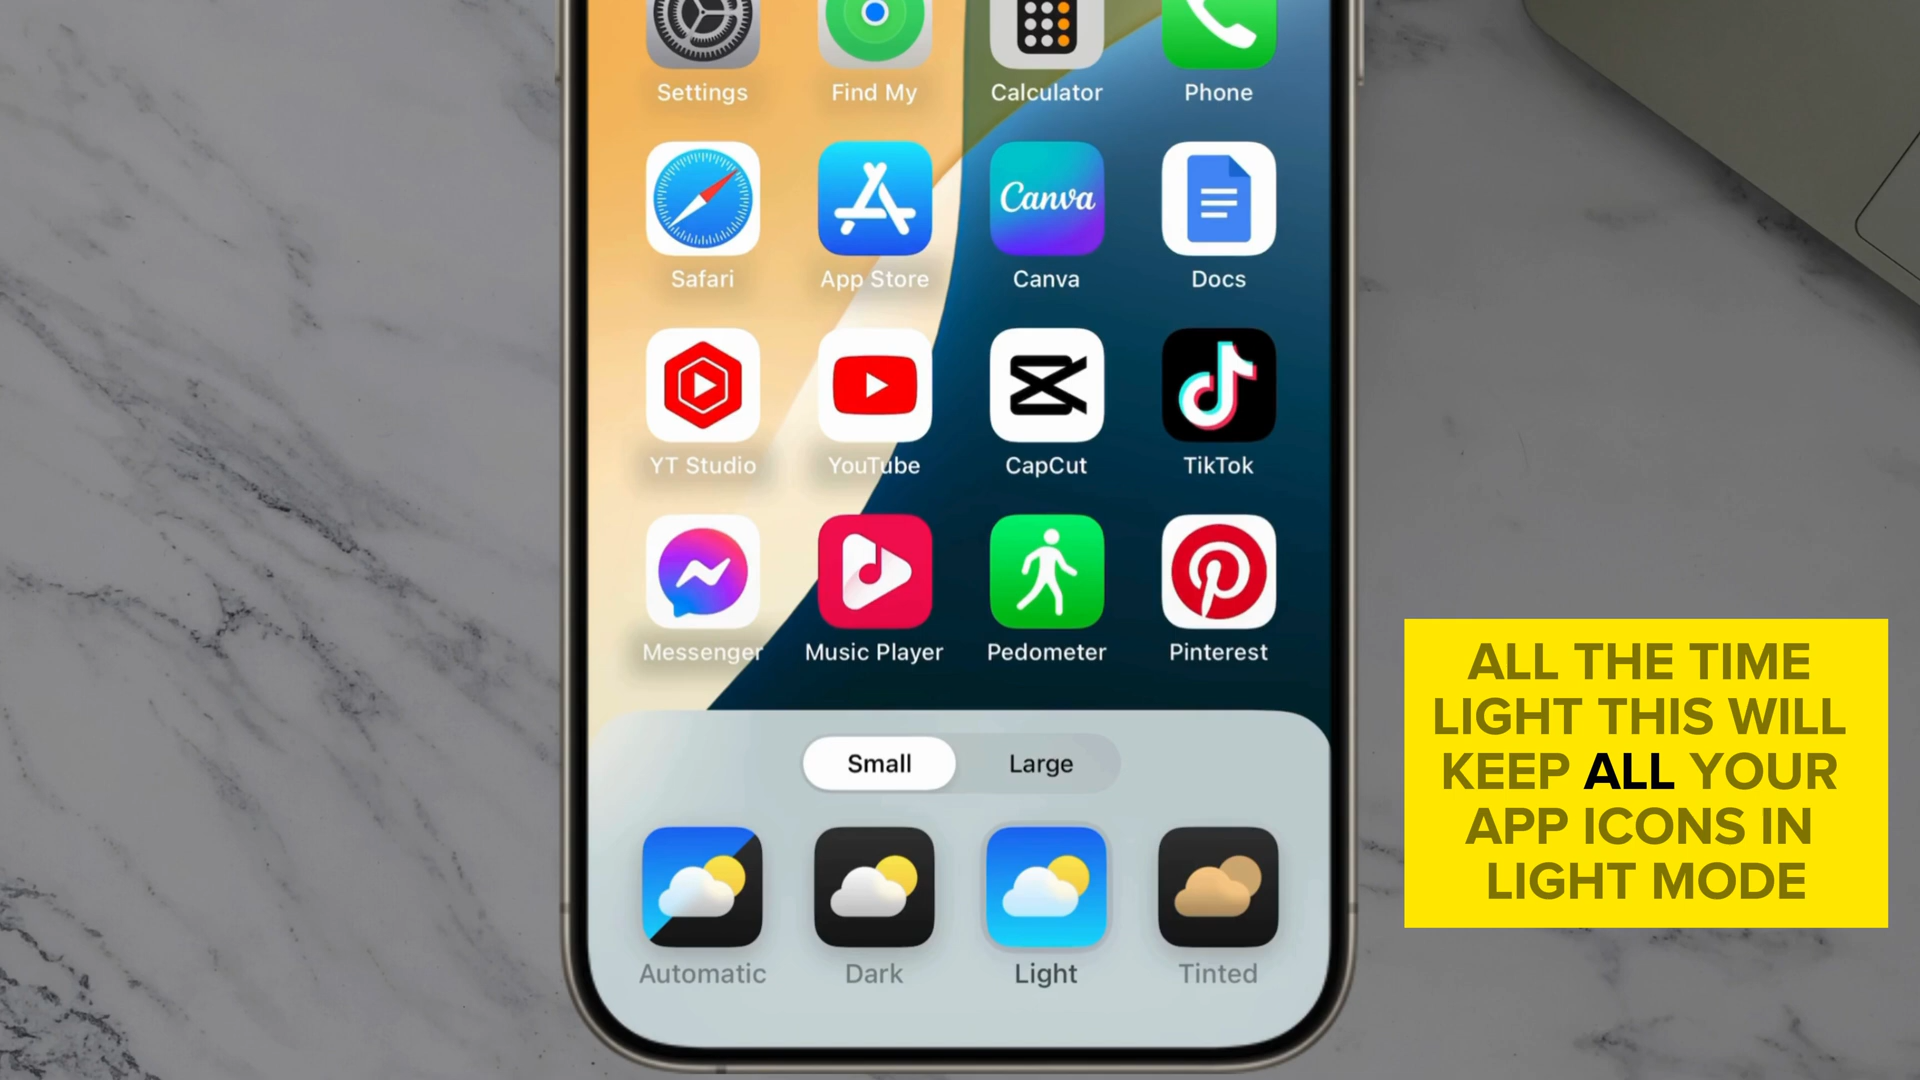 Settings Find My Calculator Phone
Canva
Safari App Store Canva Docs
YT Studio YouTube CapCut TikTok
Messenger Music Player Pedometer Pinterest
Small Large
Automatic Dark Light Tinted
ALL THE TIME
LIGHT THIS WILL
KEEP ALL YOUR
APP ICONS IN
LIGHT MODE